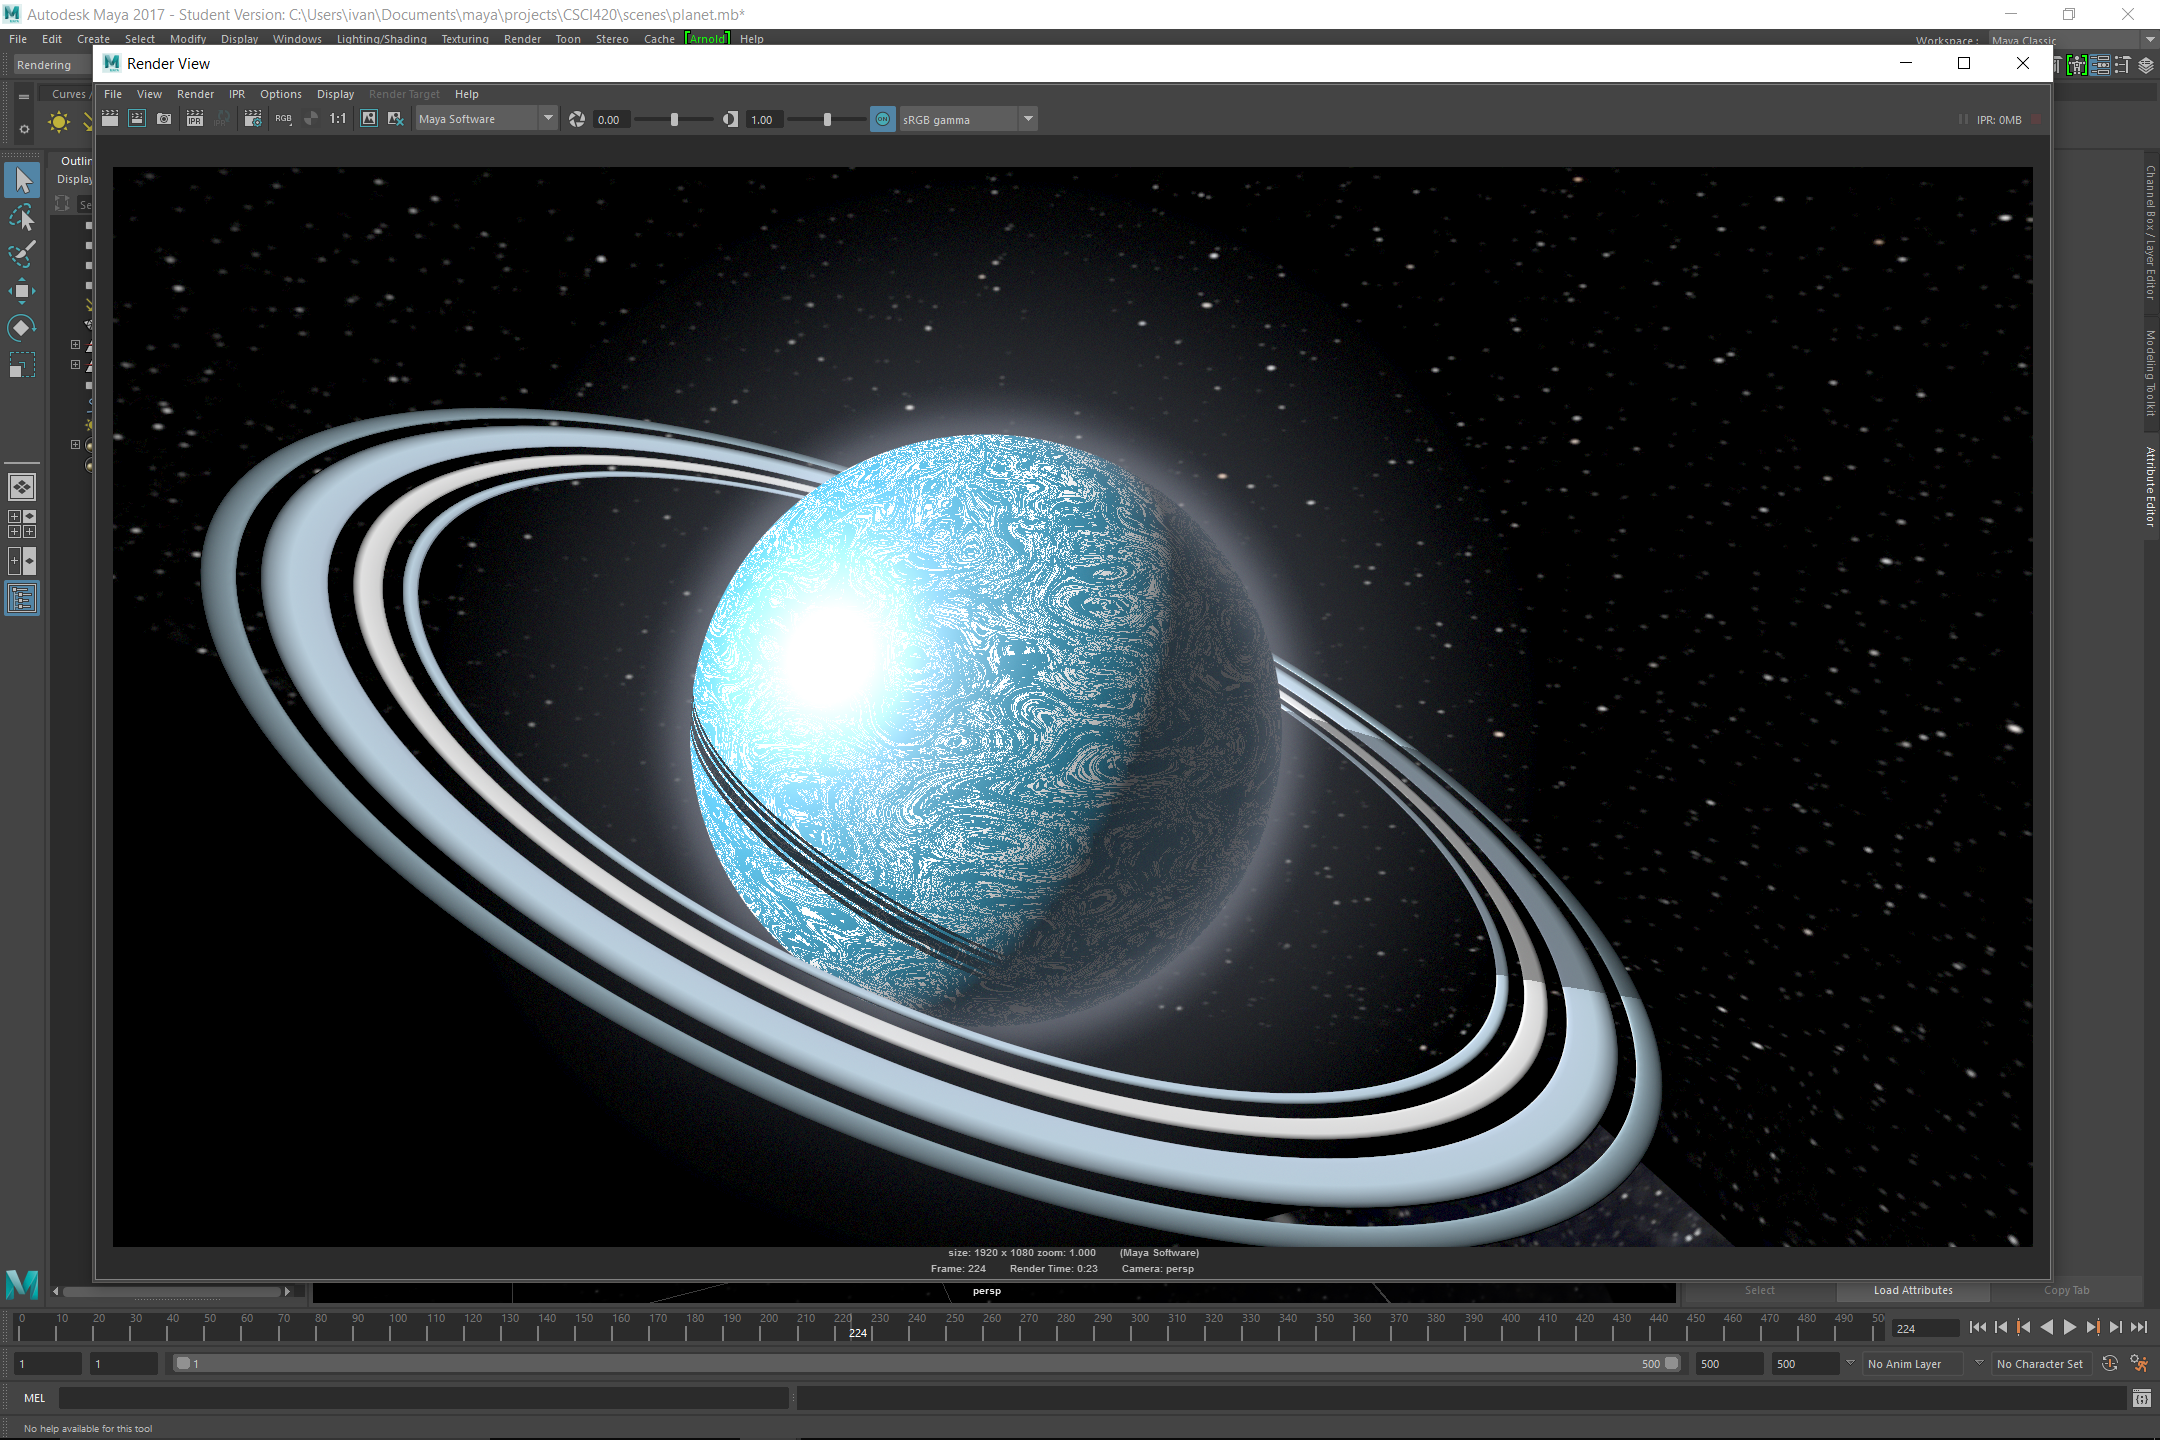 Autodesk Maya 2017 - Student Version: C:\Users\ivan\Documents\maya\projects\CSCI420\scenes\planet.mb*
File Edit Create Select Modify Display Windows Lighting/Shading Texturing Render Toon Stereo Cache [Arnold] Help
Workspace : Maya Classic
Rendering
Render View
Curves
File View Render IPR Options Display Render Target Help
RGB 1:1 Maya Software 0.00 1.00 ON sRGB gamma IPR: 0MB
IPR
Outlin
Display
Se
Channel Box / Layer Editor
Modeling Toolkit
Attribute Editor
size: 1920 x 1080 zoom: 1.000 (Maya Software)
Frame: 224 Render Time: 0:23 Camera: persp
persp
Select Load Attributes Copy Tab
0 10 20 30 40 50 60 70 80 90 100 110 120 130 140 150 160 170 180 190 200 210 220 230 240 250 260 270 280 290 300 310 320 330 340 350 360 370 380 390 400 410 420 430 440 450 460 470 480 490 50
224
224
1 1 1 500 500 500 No Anim Layer No Character Set
MEL
No help available for this tool